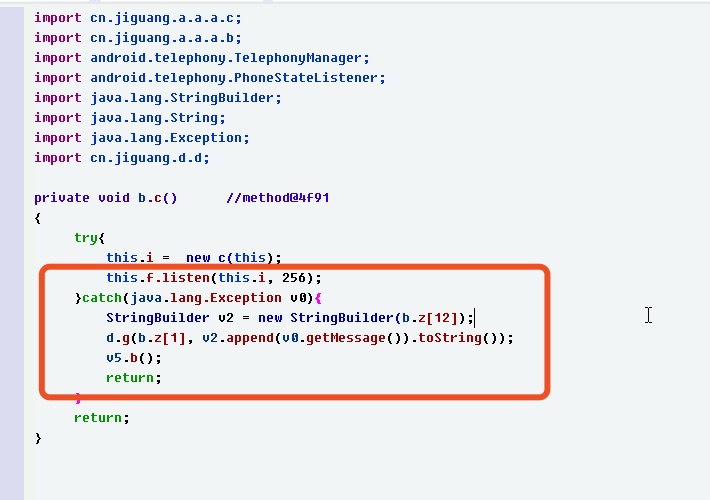 import cn.jiguang.a.a.a.c;
import cn.jiguang.a.a.a.b;
import android.telephony.TelephonyManager;
import android.telephony.PhoneStateListener;
import java.lang.StringBuilder;
import java.lang.String;
import java.lang.Exception;
import cn.jiguang.d.d;
private void b.c() //method@4f91
{
try{
this.i = new c(this);
this.f.listen(this.i, 256);
}catch(java.lang.Exception v0){
StringBuilder v2 = new StringBuilder(b.z[12]);
d.g(b.z[1], v2.append(v0.getMessage()).toString());
v5.b();
return;
}
return;
}